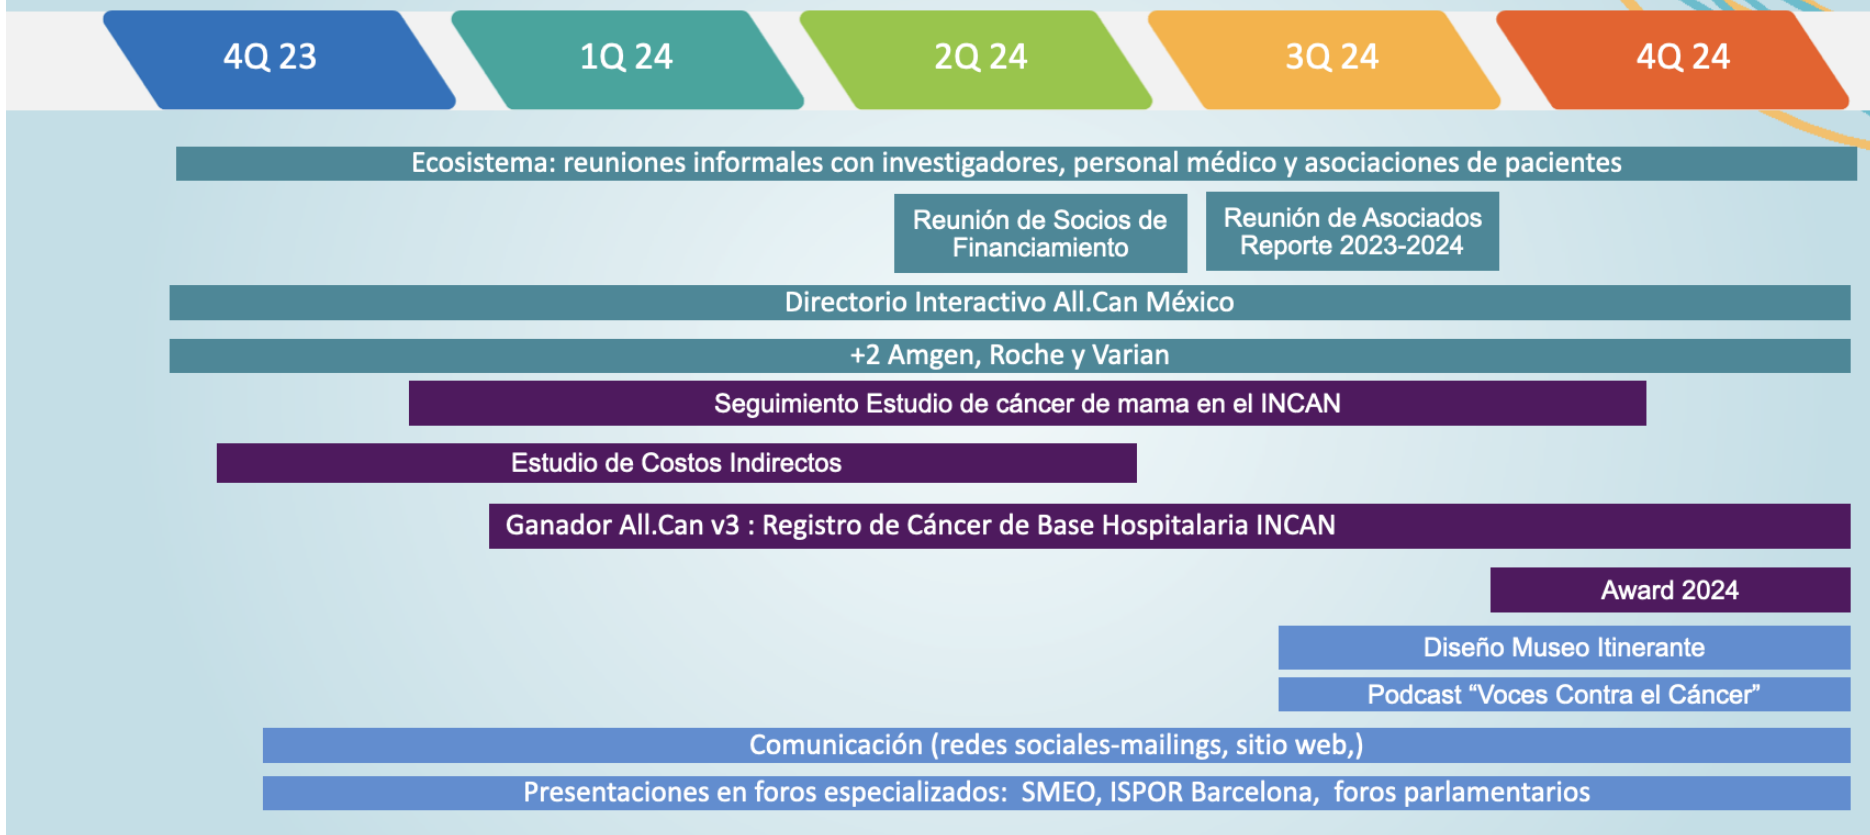 4Q 23
1Q 24
2Q 24
3Q 24
4Q 24
Ecosistema: reuniones informales con investigadores, personal médico y asociaciones de pacientes
Reunión de Socios de
Financiamiento
Reunión de Asociados
Reporte 2023-2024
Directorio Interactivo All.Can México
+2 Amgen, Roche y Varian
Seguimiento Estudio de cáncer de mama en el INCAN
Estudio de Costos Indirectos
Ganador All.Can v3 : Registro de Cáncer de Base Hospitalaria INCAN
Award 2024
Diseño Museo Itinerante
Podcast “Voces Contra el Cáncer”
Comunicación (redes sociales-mailings, sitio web,)
Presentaciones en foros especializados:  SMEO, ISPOR Barcelona,  foros parlamentarios